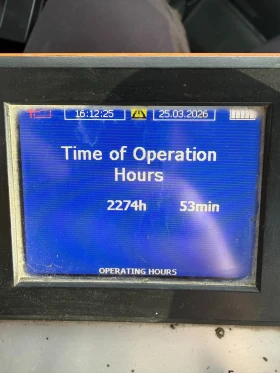 16:12:25 25.03.2026
Time of Operation
Hours
2274h 53min
OPERATING HOURS